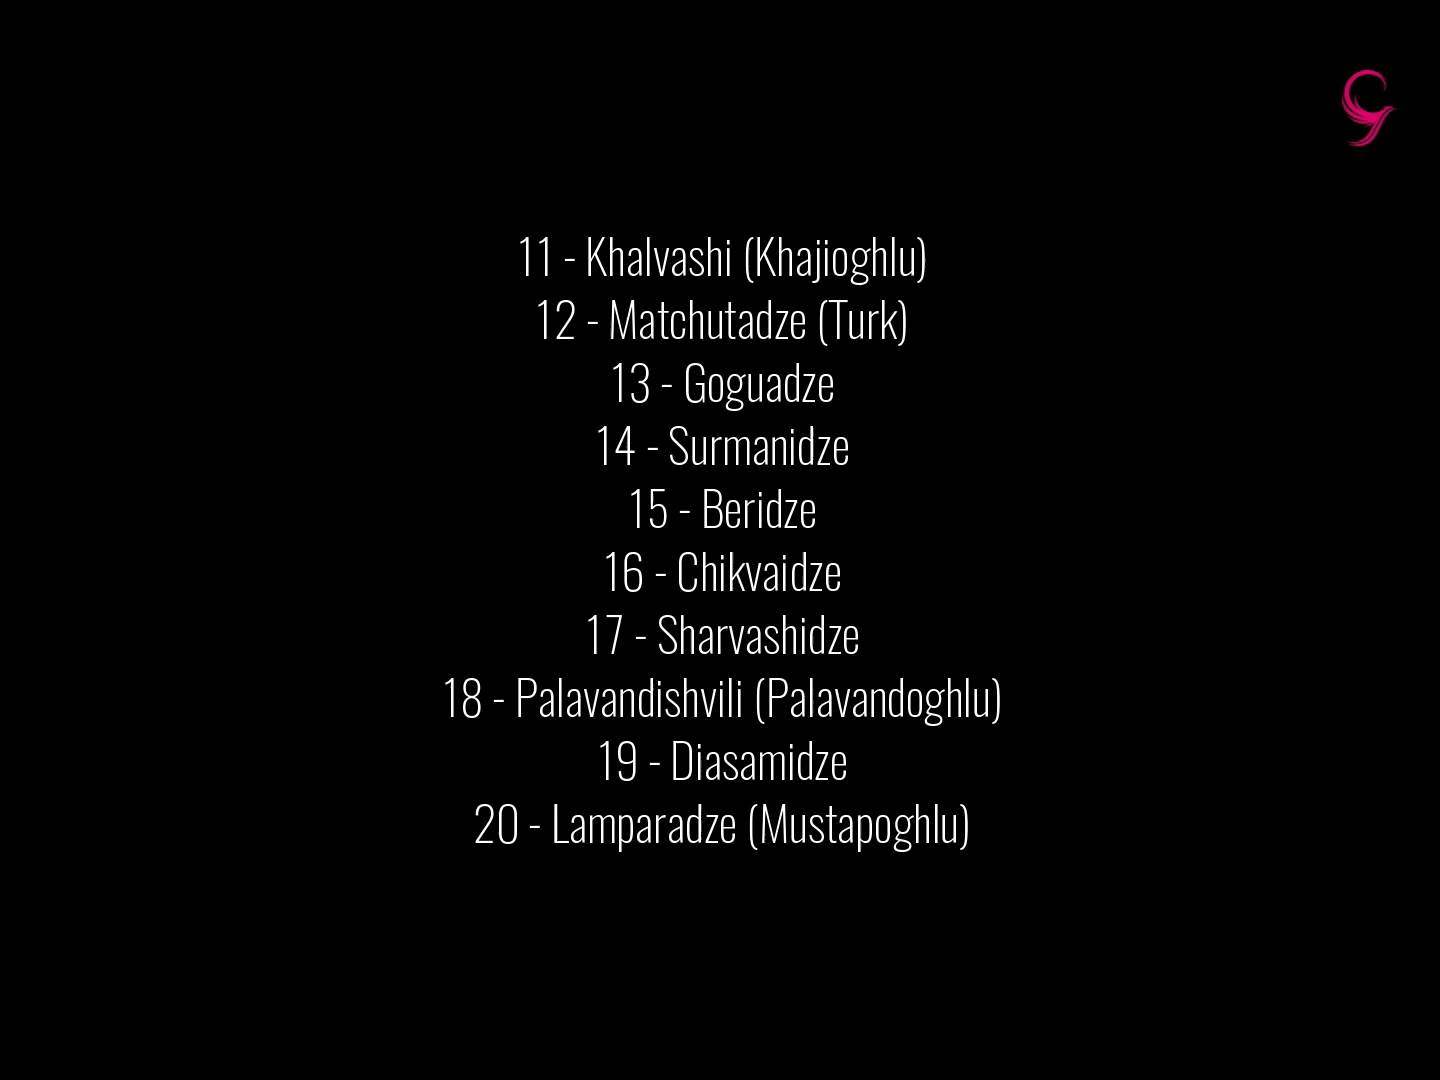 11 - Khalvashi (Khajioghlu)
12 - Matchutadze (Turk)
13 - Goguadze
14 - Surmanidze
15 - Beridze
16 - Chikvaidze
17 - Sharvashidze
18 - Palavandishvili (Palavandoghlu)
19 - Diasamidze
20 - Lamparadze (Mustapoghlu)